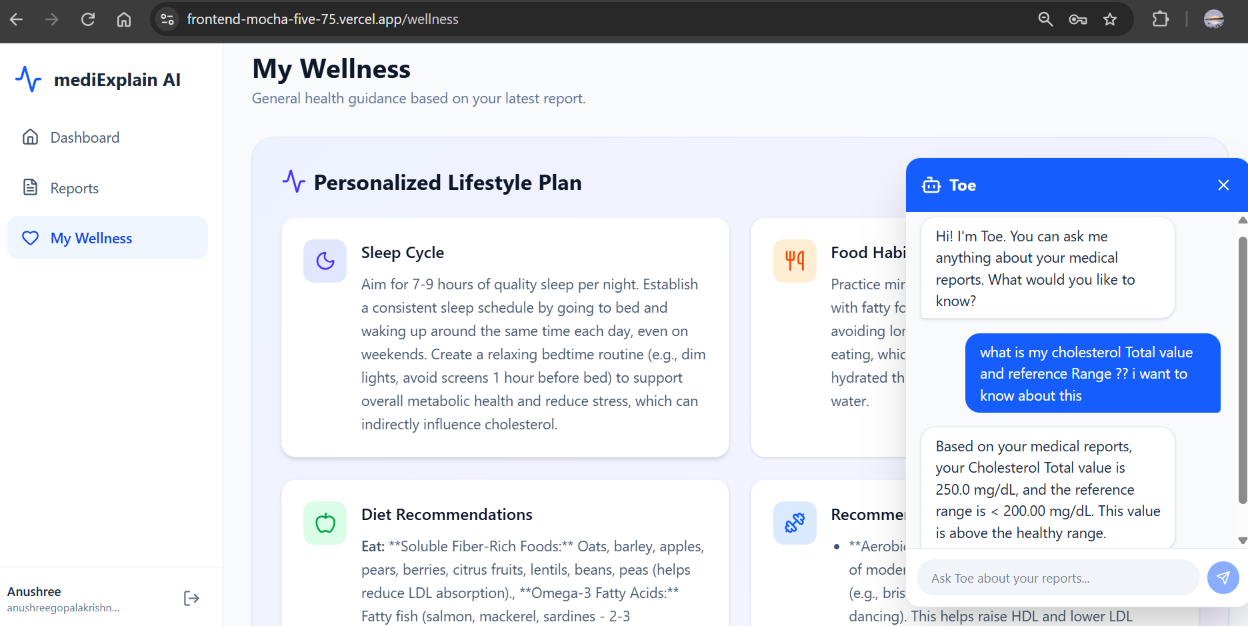 frontend-mocha-five-75.vercel.app/wellness
mediExplain AI
Dashboard
Reports
My Wellness
Anushree
anushreegopalakrishn...
My Wellness
General health guidance based on your latest report.
Personalized Lifestyle Plan
Sleep Cycle
Aim for 7-9 hours of quality sleep per night. Establish
a consistent sleep schedule by going to bed and
waking up around the same time each day, even on
weekends. Create a relaxing bedtime routine (e.g., dim
lights, avoid screens 1 hour before bed) to support
overall metabolic health and reduce stress, which can
indirectly influence cholesterol.
Food Habi
Practice mi
with fatty fo
avoiding lo
eating, whic
hydrated th
water.
Diet Recommendations
Eat: **Soluble Fiber-Rich Foods:** Oats, barley, apples,
pears, berries, citrus fruits, lentils, beans, peas (helps
reduce LDL absorption)., **Omega-3 Fatty Acids:**
Fatty fish (salmon, mackerel, sardines - 2-3
Recomme
• **Aerobic
of moder
(e.g., bris
dancing). This helps raise HDL and lower LDL
Toe
Hi! I'm Toe. You can ask me
anything about your medical
reports. What would you like to
know?
what is my cholesterol Total value
and reference Range ?? i want to
know about this
Based on your medical reports,
your Cholesterol Total value is
250.0 mg/dL, and the reference
range is < 200.00 mg/dL. This value
is above the healthy range.
Ask Toe about your reports...